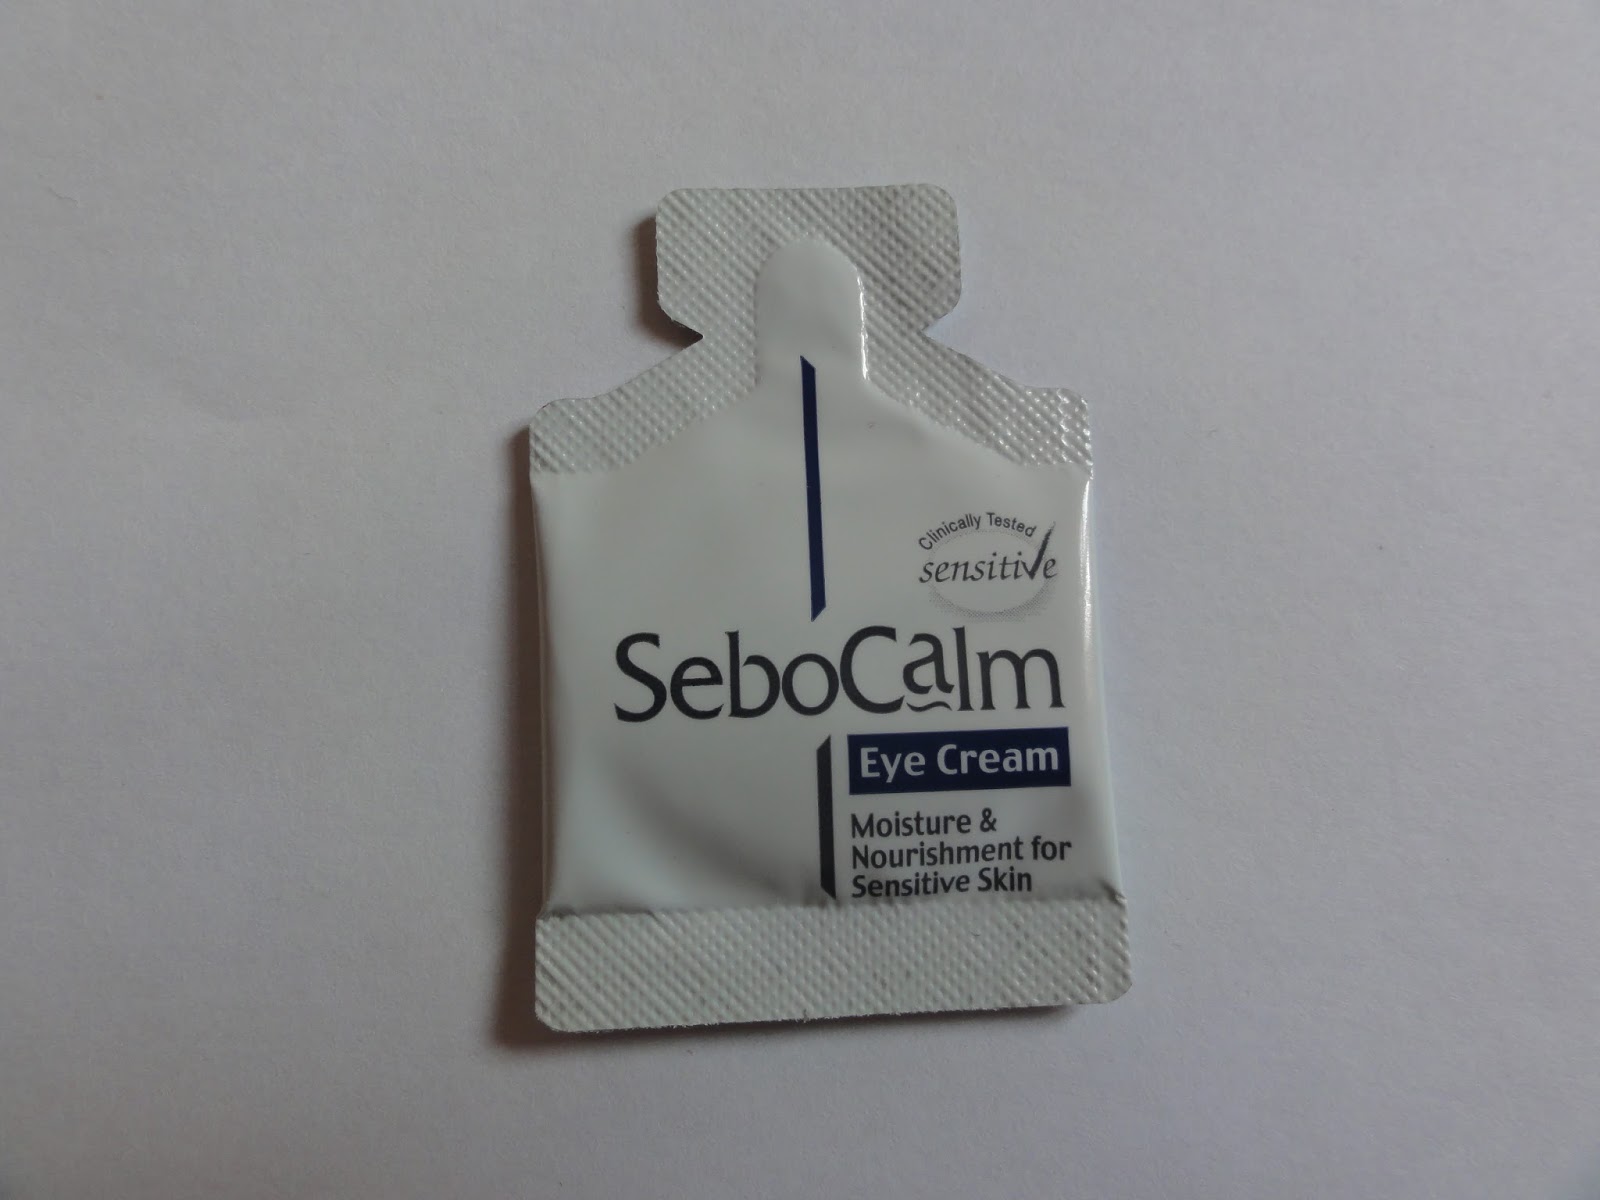 Clinically Tested
sensitive
SeboCalm
Eye Cream
Moisture &
Nourishment for
Sensitive Skin